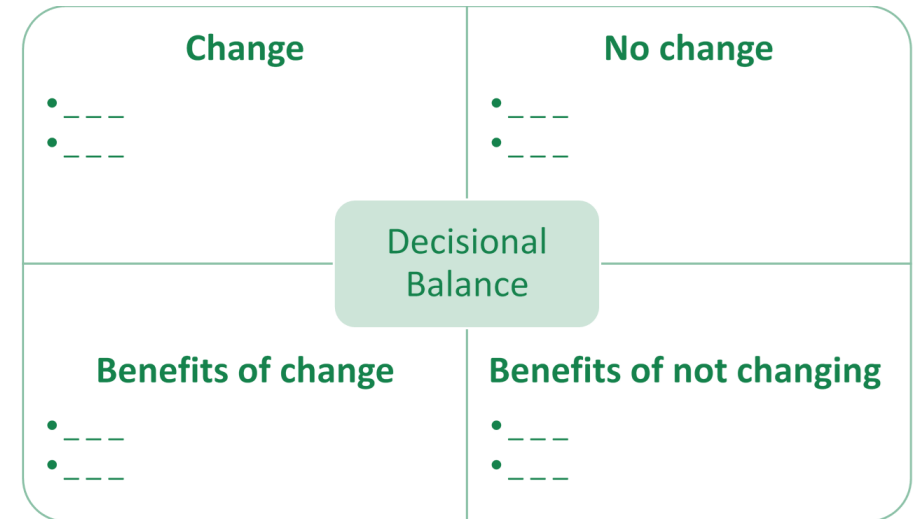 Change
• _ _ _
• _ _ _
No change
• _ _ _
• _ _ _
Decisional
Balance
Benefits of change
• _ _ _
• _ _ _
Benefits of not changing
• _ _ _
• _ _ _